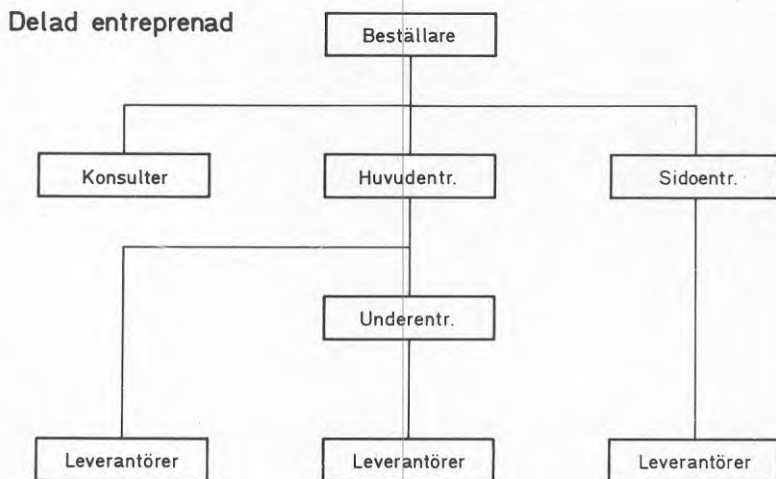 Delad entreprenad
Beställare
Konsulter
Huvudentr.
Sidoentr.
Underentr.
Leverantörer
Leverantörer
Leverantörer